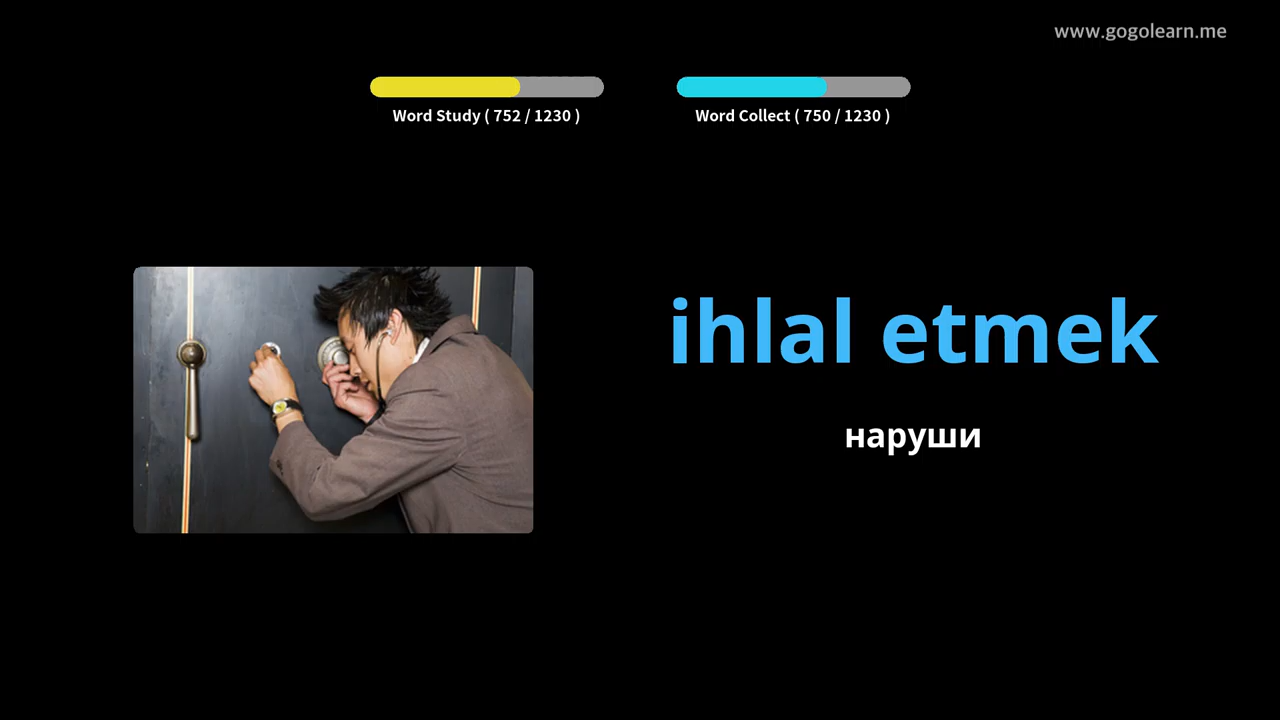 www.gogolearn.me
Word Study ( 752 / 1230 )
Word Collect ( 750 / 1230 )
ihlal etmek
наруши